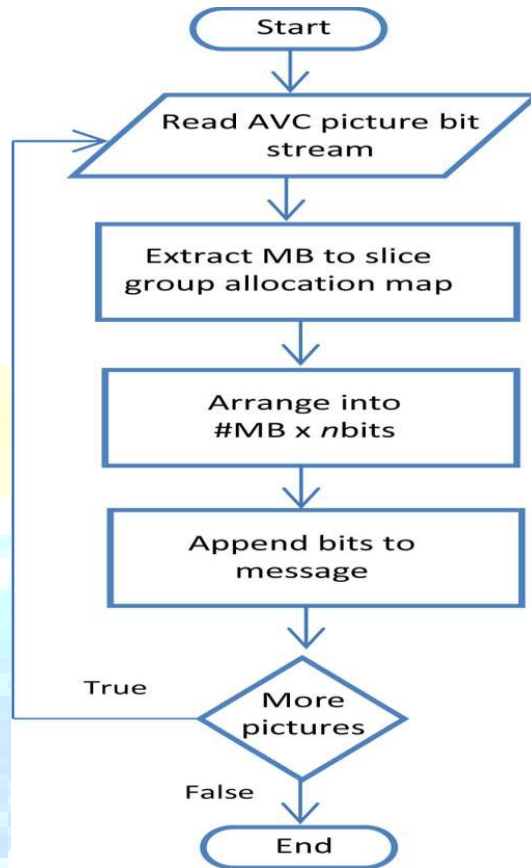 Start
Read AVC picture bit
stream
Extract MB to slice
group allocation map
Arrange into
#MB x nbits
Append bits to
message
True
More
pictures
False
End